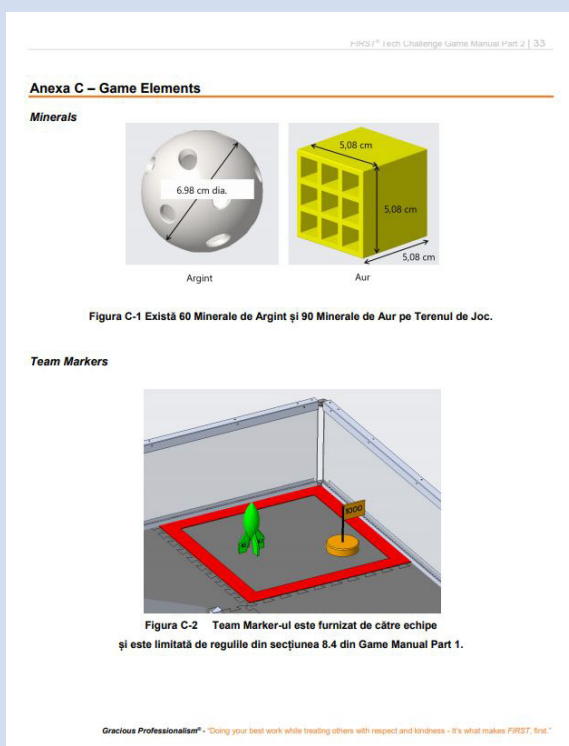 FIRST® Tech Challenge Game Manual Part 2 | 33
Anexa C – Game Elements
Minerals
6.98 cm dia.
5,08 cm
5,08 cm
5,08 cm
Argint
Aur
Figura C-1 Există 60 Minerale de Argint și 90 Minerale de Aur pe Terenul de Joc.
Team Markers
1000
Figura C-2 Team Marker-ul este furnizat de către echipe
și este limitată de regulile din secțiunea 8.4 din Game Manual Part 1.
Gracious Professionalism® - "Doing your best work while treating others with respect and kindness - It's what makes FIRST, first."